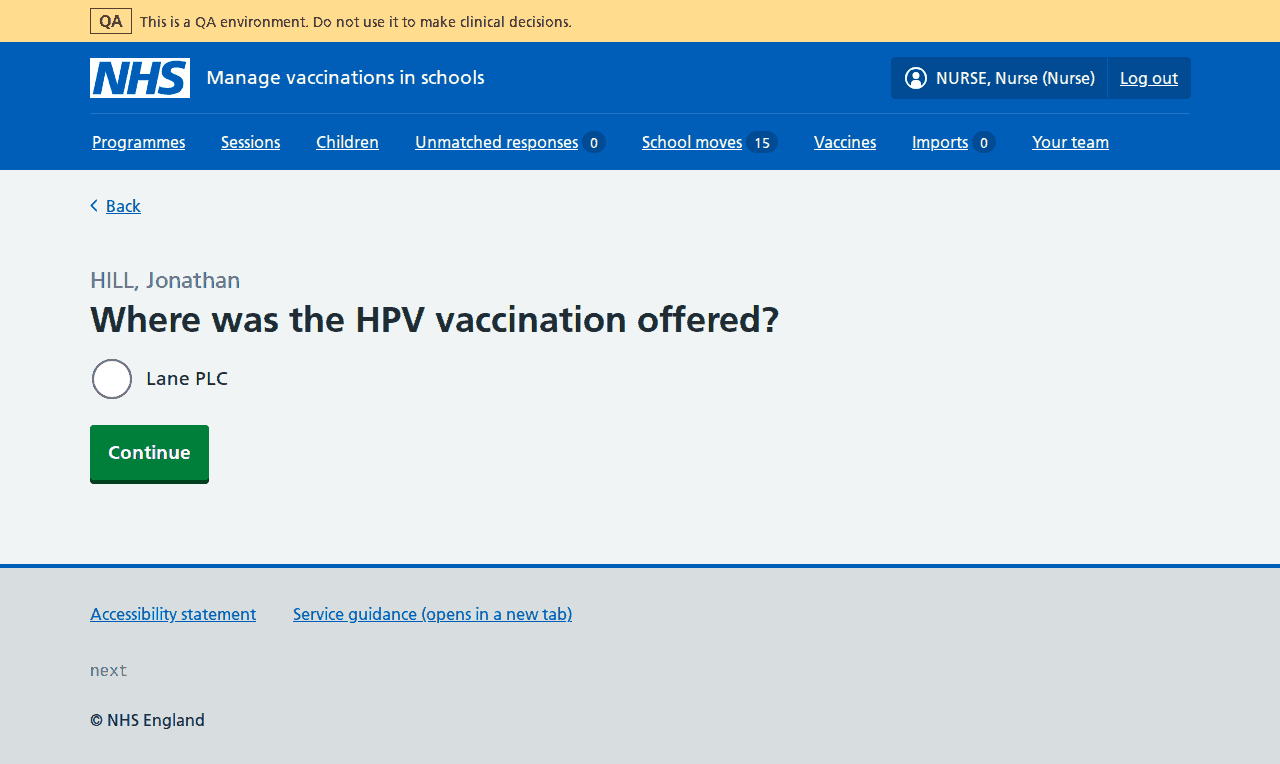 QA This is a QA environment. Do not use it to make clinical decisions.
NHS Manage vaccinations in schools NURSE, Nurse (Nurse) Log out
Programmes Sessions Children Unmatched responses 0 School moves 15 Vaccines Imports 0 Your team
Back
HILL, Jonathan
Where was the HPV vaccination offered?
Lane PLC
Continue
Accessibility statement Service guidance (opens in a new tab)
next
© NHS England